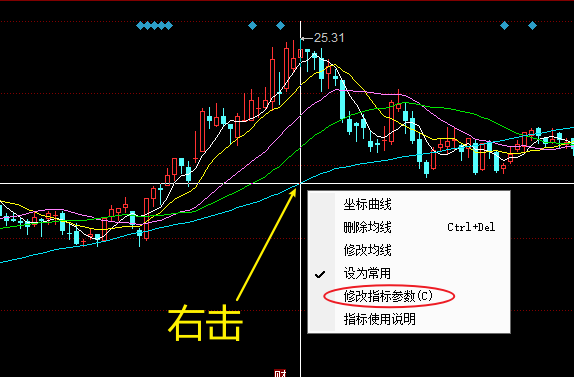 25.31
坐标曲线
删除均线 Ctrl+Del
修改均线
设为常用
修改指标参数(C)
指标使用说明
右击
财